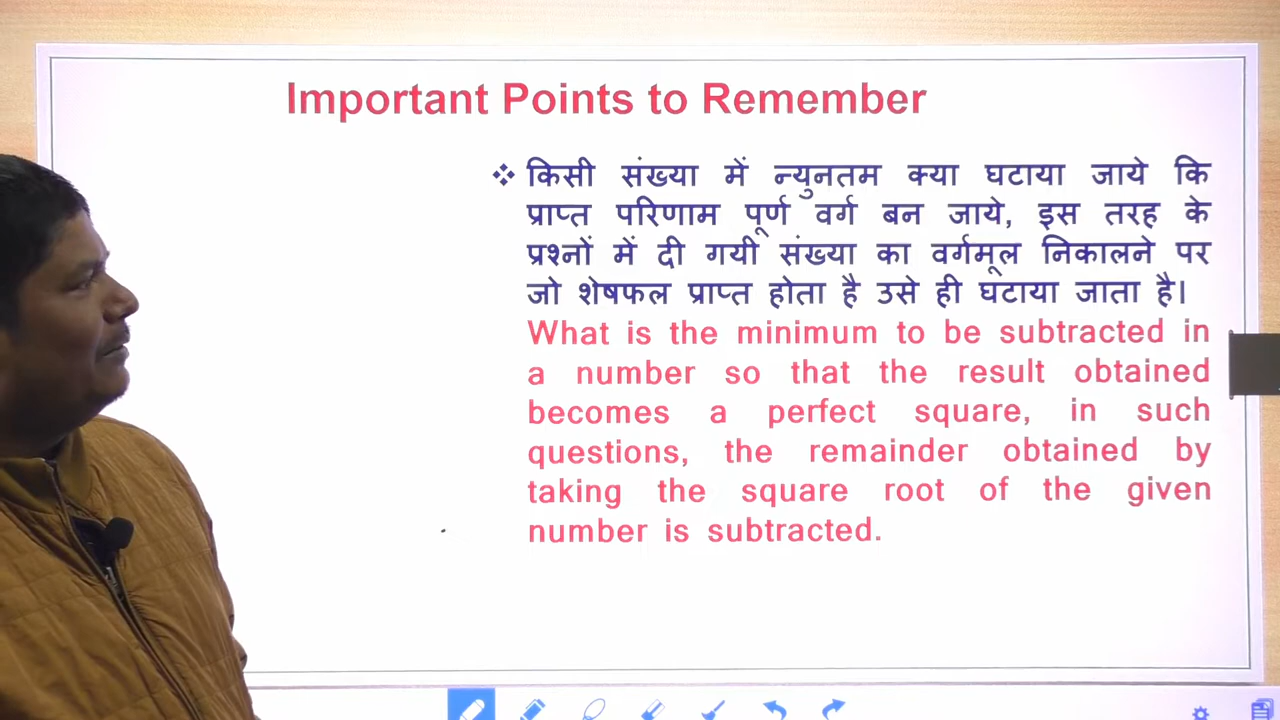 Important Points to Remember
❖ किसी संख्या में न्युनतम क्या घटाया जाये कि
प्राप्त परिणाम पूर्ण वर्ग बन जाये, इस तरह के
प्रश्नों में दी गयी संख्या का वर्गमूल निकालने पर
जो शेषफल प्राप्त होता है उसे ही घटाया जाता है।
What is the minimum to be subtracted in
a number so that the result obtained
becomes a perfect square, in such
questions, the remainder obtained by
taking the square root of the given
number is subtracted.